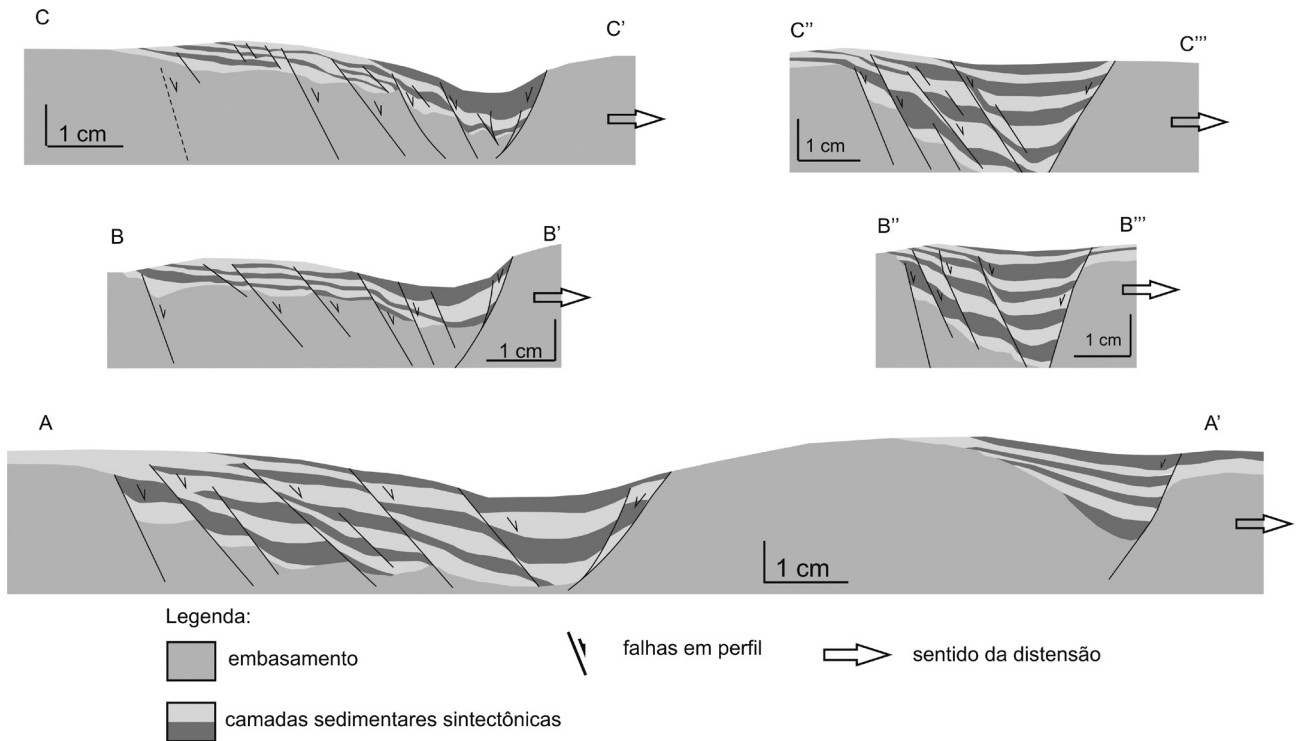 C C’
1 cm
C’’ C’’’
1 cm
B B’
1 cm
B’’ B’’’
1 cm
A A’
1 cm
Legenda:
embasamento
falhas em perfil
sentido da distensão
camadas sedimentares sintectônicas